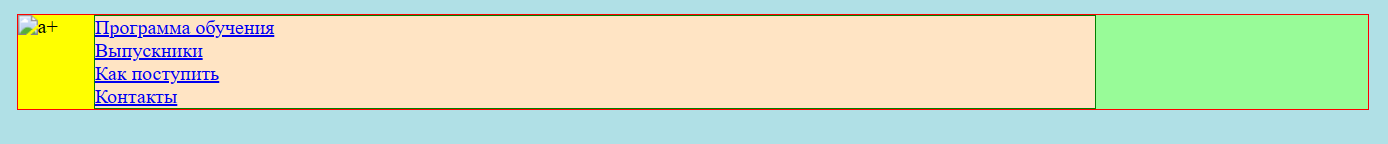 a+
Программа обучения
Выпускники
Как поступить
Контакты